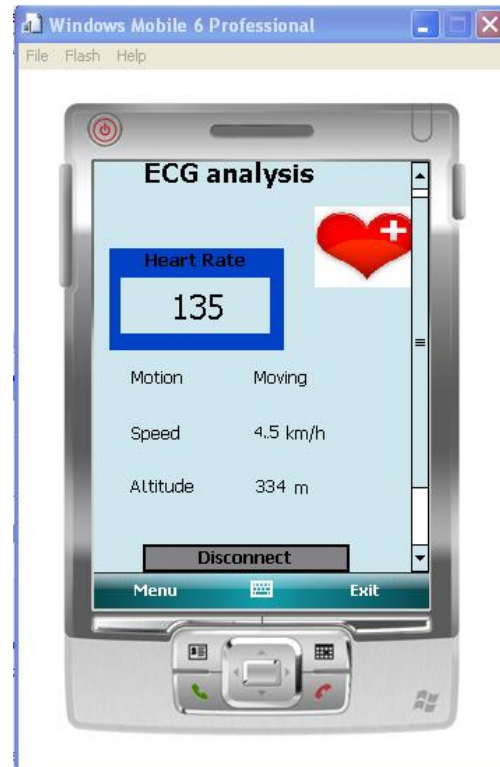 Windows Mobile 6 Professional
File Flash Help
ECG analysis
Heart Rate
135
Motion Moving
Speed 4.5 km/h
Altitude 334 m
Disconnect
Menu Exit